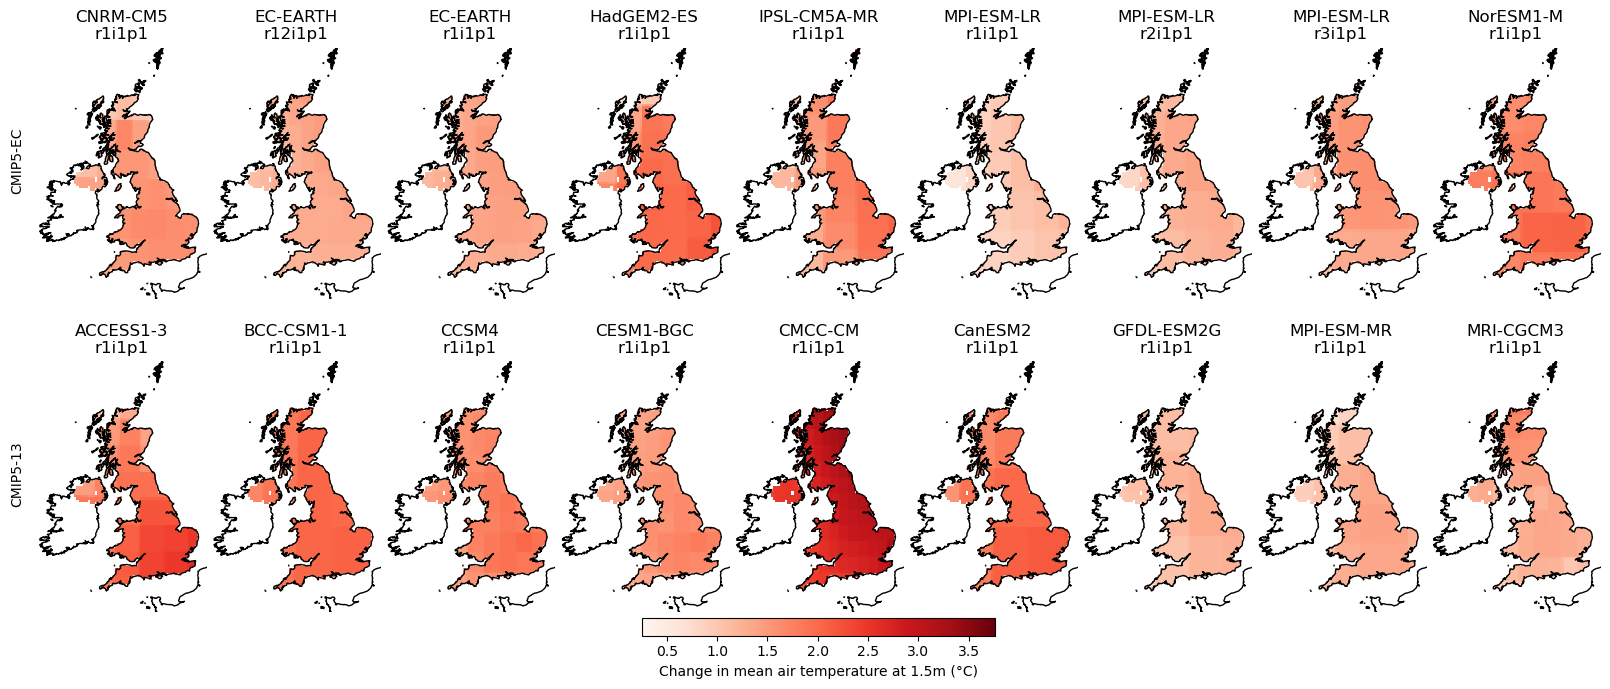 CNRM-CM5 EC-EARTH EC-EARTH HadGEM2-ES IPSL-CM5A-MR MPI-ESM-LR MPI-ESM-LR MPI-ESM-LR NorESM1-M
r1i1p1 r12i1p1 r1i1p1 r1i1p1 r1i1p1 r1i1p1 r2i1p1 r3i1p1 r1i1p1
CMIP5-EC
ACCESS1-3 BCC-CSM1-1 CCSM4 CESM1-BGC CMCC-CM CanESM2 GFDL-ESM2G MPI-ESM-MR MRI-CGCM3
r1i1p1 r1i1p1 r1i1p1 r1i1p1 r1i1p1 r1i1p1 r1i1p1 r1i1p1 r1i1p1
CMIP5-13
0.5 1.0 1.5 2.0 2.5 3.0 3.5
Change in mean air temperature at 1.5m (°C)